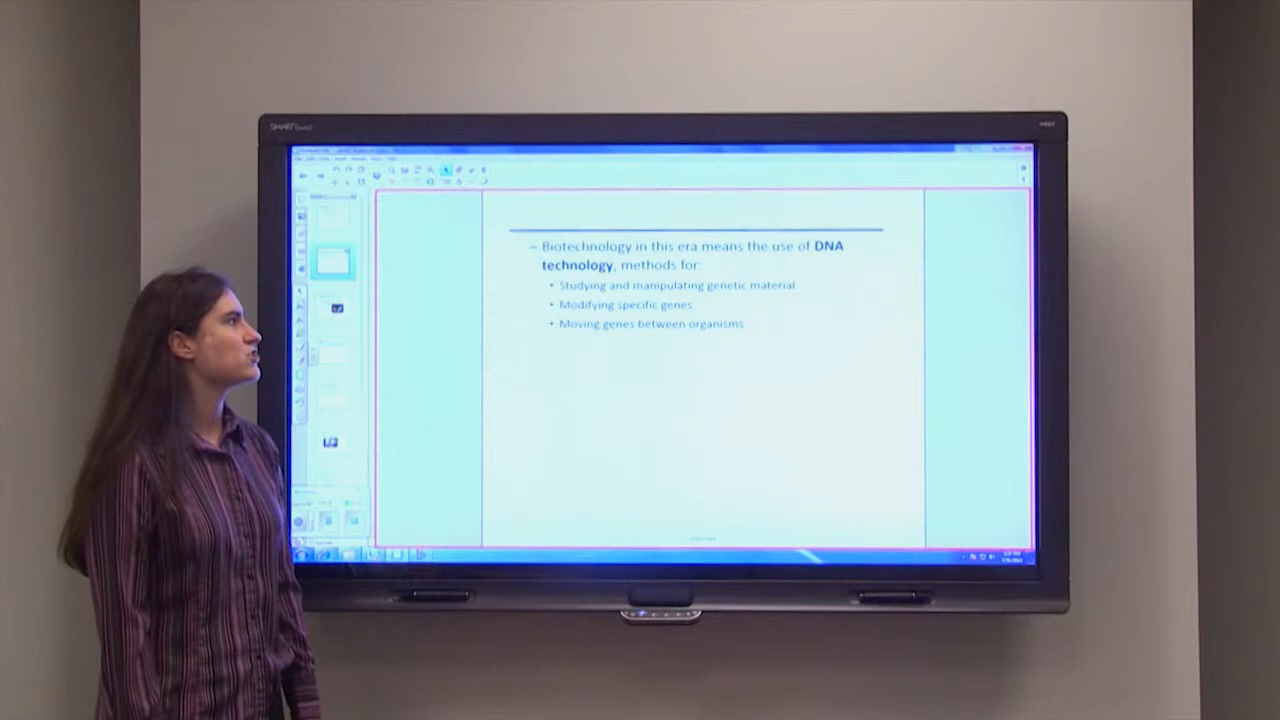 SMART
– Biotechnology in this era means the use of DNA
technology, methods for:
• Studying and manipulating genetic material
• Modifying specific genes
• Moving genes between organisms